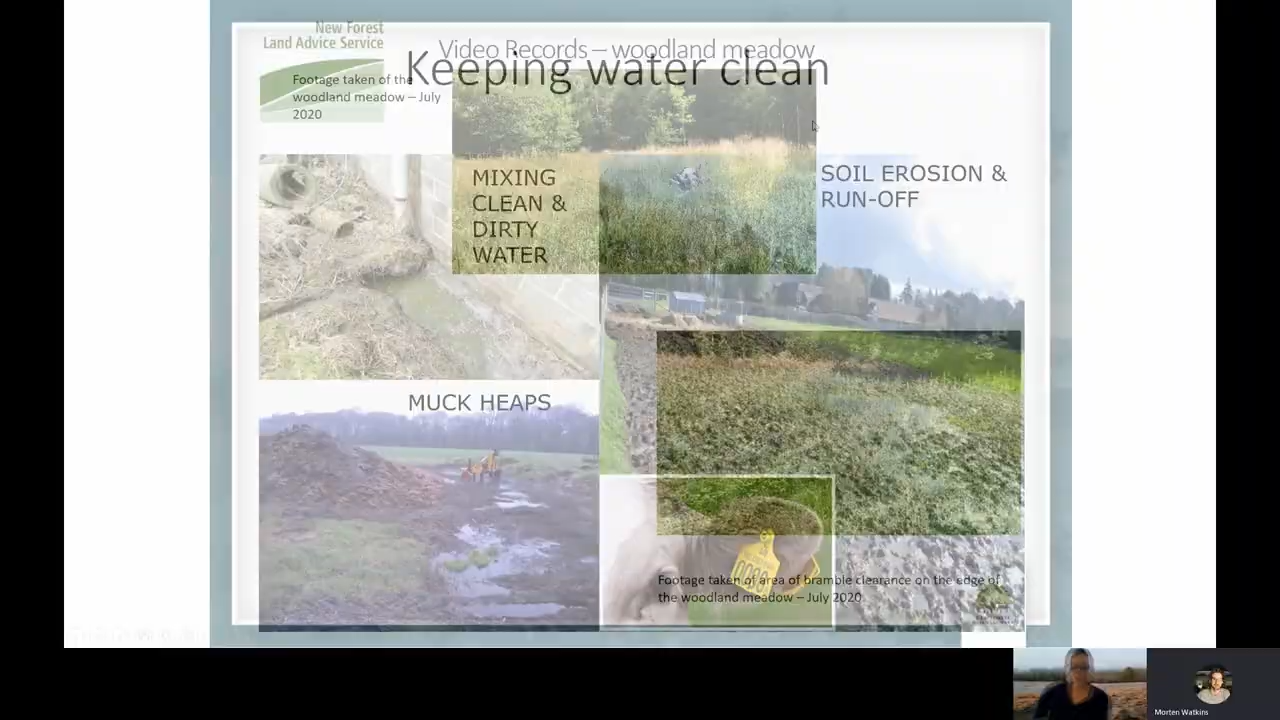 New Forest
Land Advice Service
Video Records – woodland meadow
Keeping water clean
Footage taken of the
woodland meadow – July
2020
MIXING
CLEAN &
DIRTY
WATER
SOIL EROSION &
RUN-OFF
MUCK HEAPS
Footage taken of area of bramble clearance on the edge of
the woodland meadow – July 2020
Morten Watkins